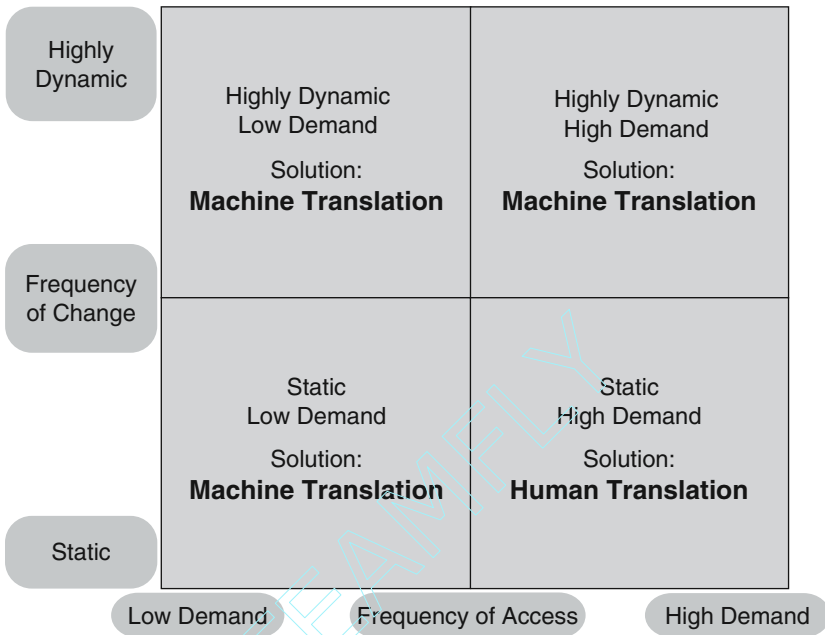 Highly
Dynamic
Highly Dynamic
Low Demand
Solution:
Machine Translation
Highly Dynamic
High Demand
Solution:
Machine Translation
Frequency
of Change
Static
Low Demand
Solution:
Machine Translation
Static
High Demand
Solution:
Human Translation
Static
Low Demand
Frequency of Access
High Demand
TEAMFLY